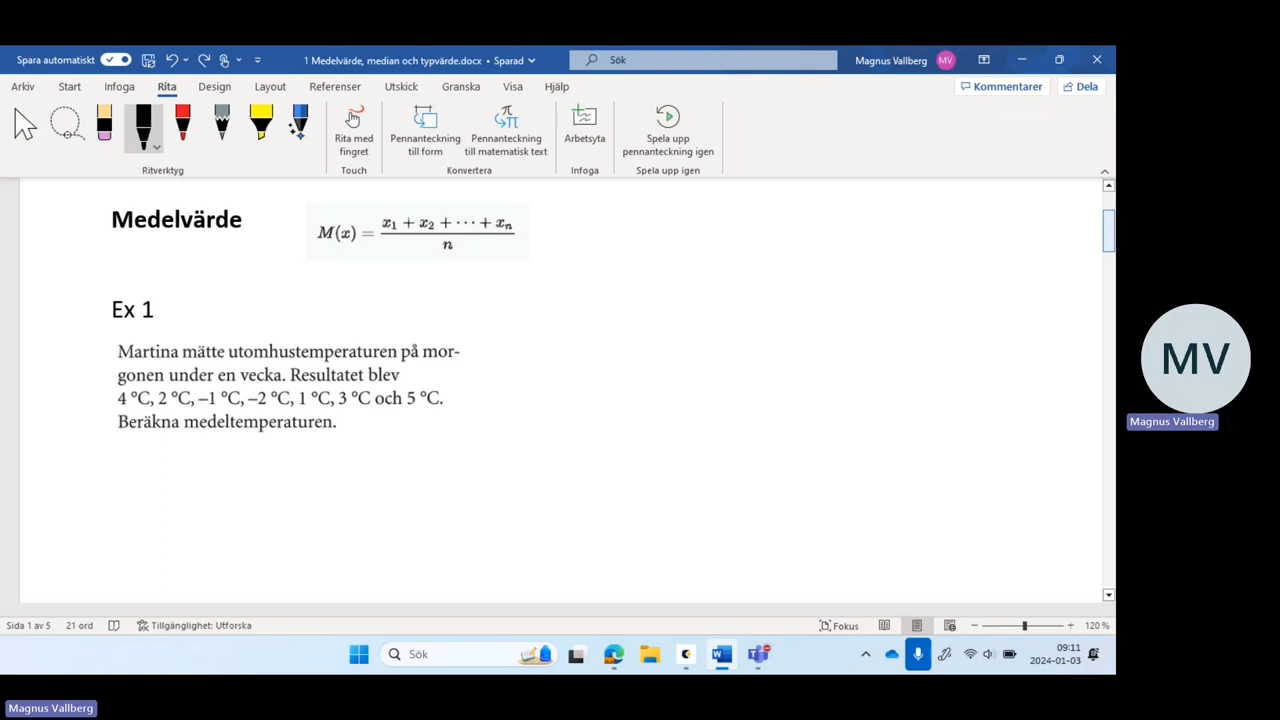 Spara automatiskt
1 Medelvärde, median och typvärde.docx • Sparad
Sök
Magnus Vallberg
MV
Arkiv Start Infoga Rita Design Layout Referenser Utskick Granska Visa Hjälp
Kommentarer
Dela
Rita med fingret
Pennanteckning till form
Pennanteckning till matematisk text
Arbetsyta
Spela upp pennanteckning igen
Ritverktyg
Touch
Konvertera
Infoga
Spela upp igen
Medelvärde
M(x) = (x₁ + x₂ + ··· + xₙ) / n
Ex 1
Martina mätte utomhustemperaturen på mor-
gonen under en vecka. Resultatet blev
4 °C, 2 °C, –1 °C, –2 °C, 1 °C, 3 °C och 5 °C.
Beräkna medeltemperaturen.
MV
Magnus Vallberg
Sida 1 av 5 21 ord Tillgänglighet: Utforska
Fokus
120 %
Sök
09:11
2024-01-03
Magnus Vallberg